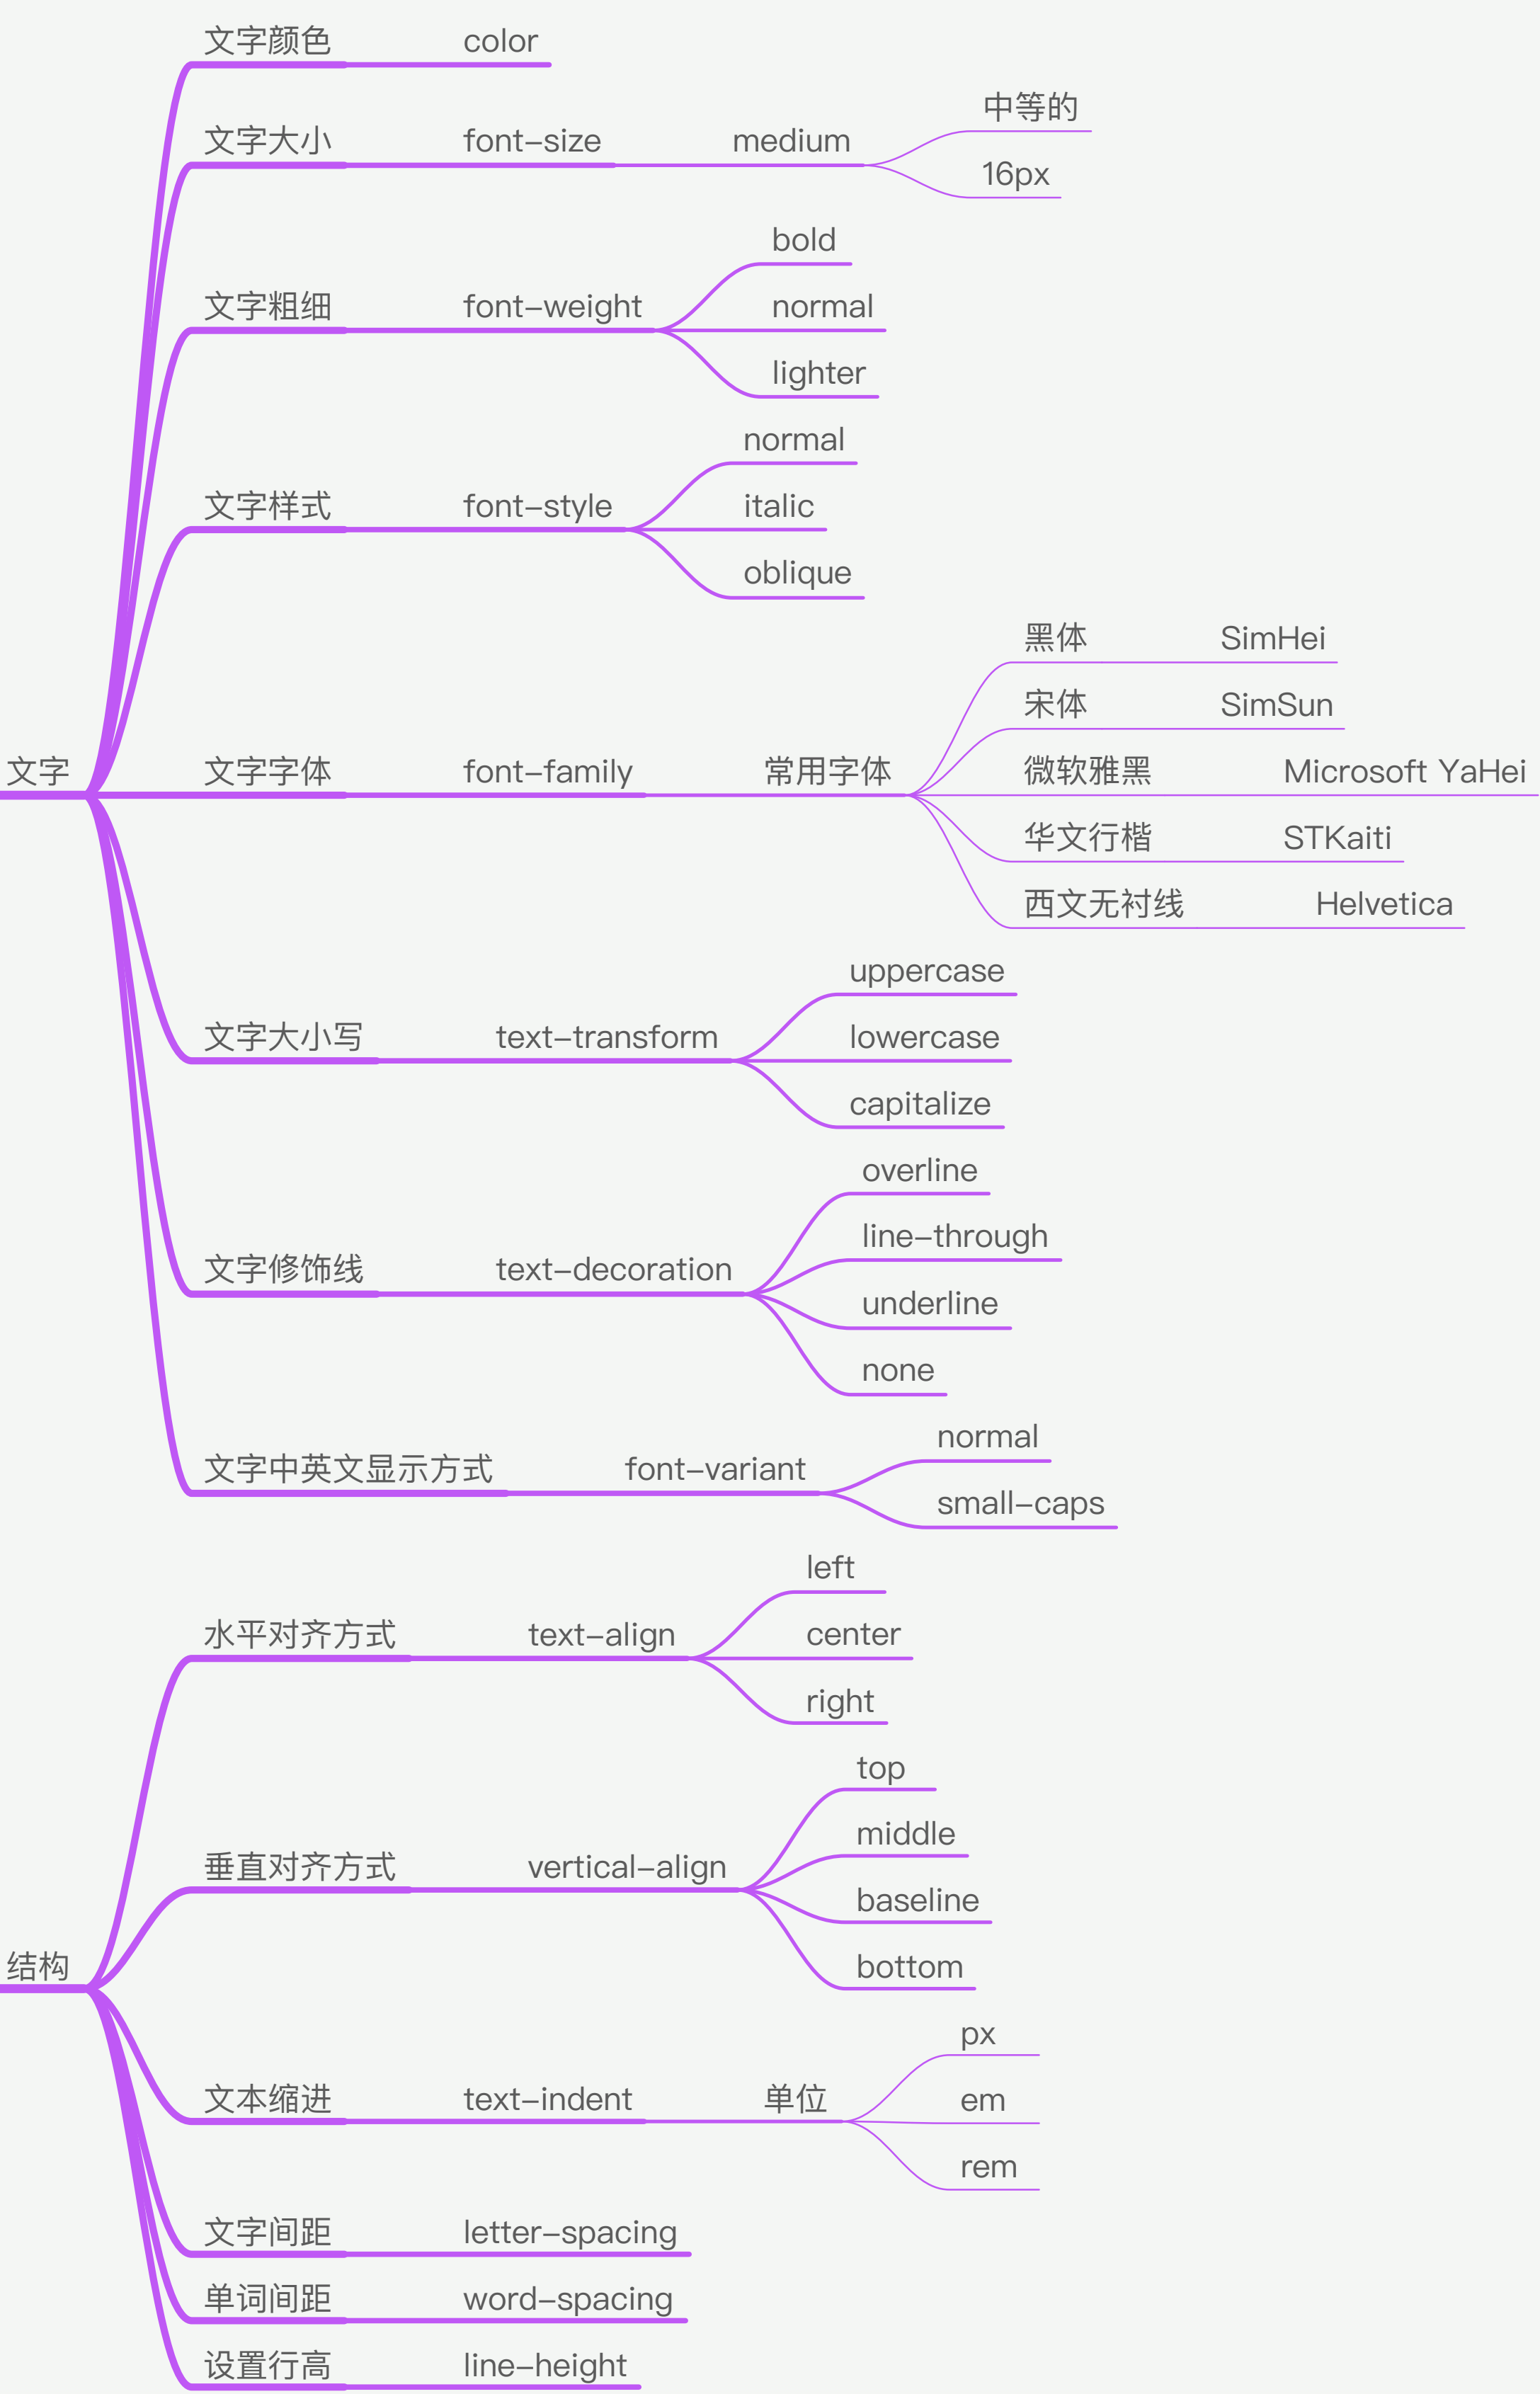 文字颜色 color
中等的
文字大小 font-size medium
16px
bold
文字粗细 font-weight normal
lighter
normal
文字样式 font-style italic
oblique
黑体 SimHei
宋体 SimSun
文字 文字字体 font-family 常用字体 微软雅黑 Microsoft YaHei
华文行楷 STKaiti
西文无衬线 Helvetica
uppercase
文字大小写 text-transform lowercase
capitalize
overline
line-through
文字修饰线 text-decoration
underline
none
normal
文字中英文显示方式 font-variant
small-caps
left
水平对齐方式 text-align center
right
top
middle
垂直对齐方式 vertical-align
baseline
结构 bottom
px
文本缩进 text-indent 单位 em
rem
文字间距 letter-spacing
单词间距 word-spacing
设置行高 line-height